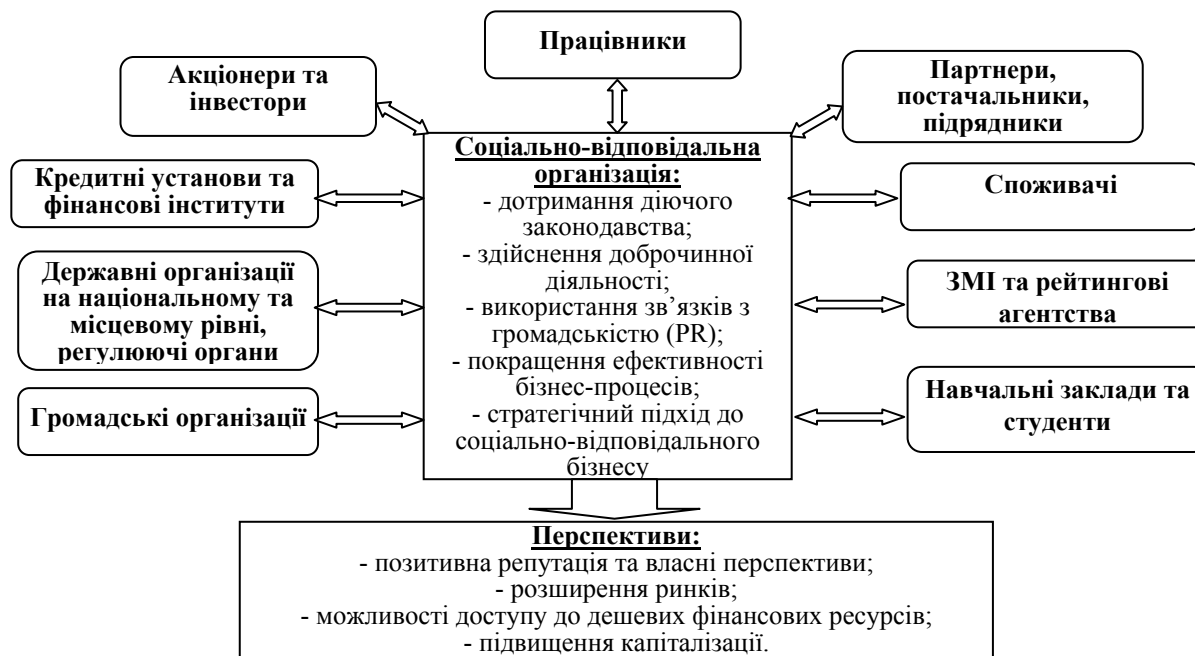 Працівники
Акціонери та
інвестори
Партнери,
постачальники,
підрядники
Кредитні установи та
фінансові інститути
Державні організації
на національному та
місцевому рівні,
регулюючі органи
Громадські організації
Соціально-відповідальна
організація:
- дотримання діючого
законодавства;
- здійснення доброчинної
діяльності;
- використання зв’язків з
громадськістю (PR);
- покращення ефективності
бізнес-процесів;
- стратегічний підхід до
соціально-відповідального
бізнесу
Споживачі
ЗМІ та рейтингові
агентства
Навчальні заклади та
студенти
Перспективи:
- позитивна репутація та власні перспективи;
- розширення ринків;
- можливості доступу до дешевих фінансових ресурсів;
- підвищення капіталізації.